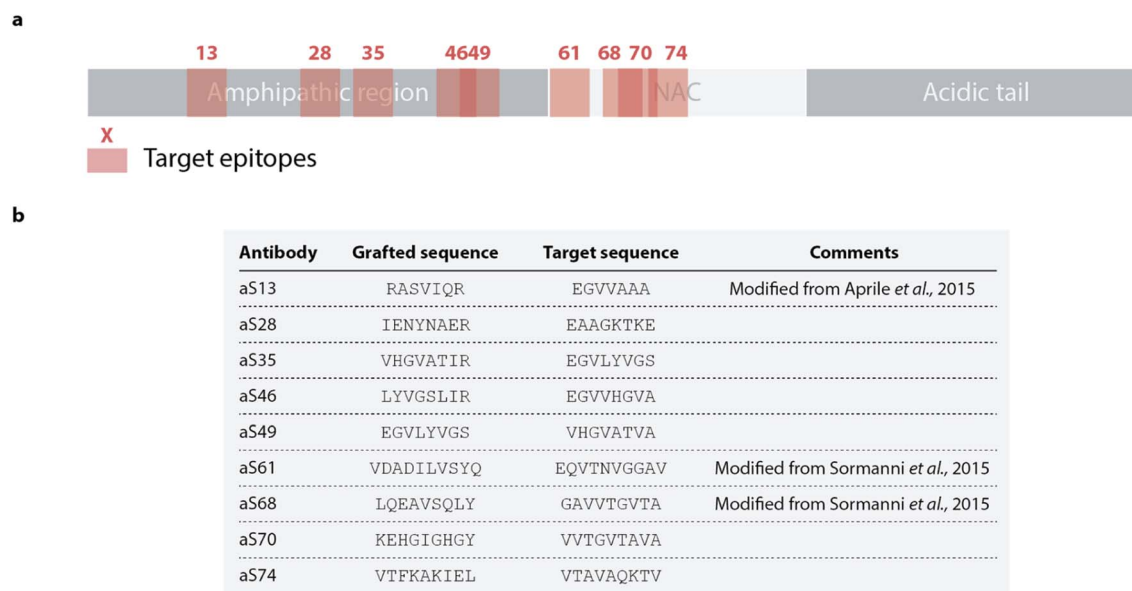 a
13 28 35 4649 61 68 70 74
Amphipathic region NAC Acidic tail
X
Target epitopes
b
Antibody Grafted sequence Target sequence Comments
aS13 RASVIQR EGVVAAA Modified from Aprile et al., 2015
aS28 IENYNAER EAAGKTKE
aS35 VHGVATIR EGVLYVGS
aS46 LYVGSLIR EGVVHGVA
aS49 EGVLYVGS VHGVATVA
aS61 VDADILVSYQ EQVTNVGGAV Modified from Sormanni et al., 2015
aS68 LQEAVSQLY GAVVTGVTA Modified from Sormanni et al., 2015
aS70 KEHGIGHGY VVTGVTAVA
aS74 VTFKAKIEL VTAVAQKTV